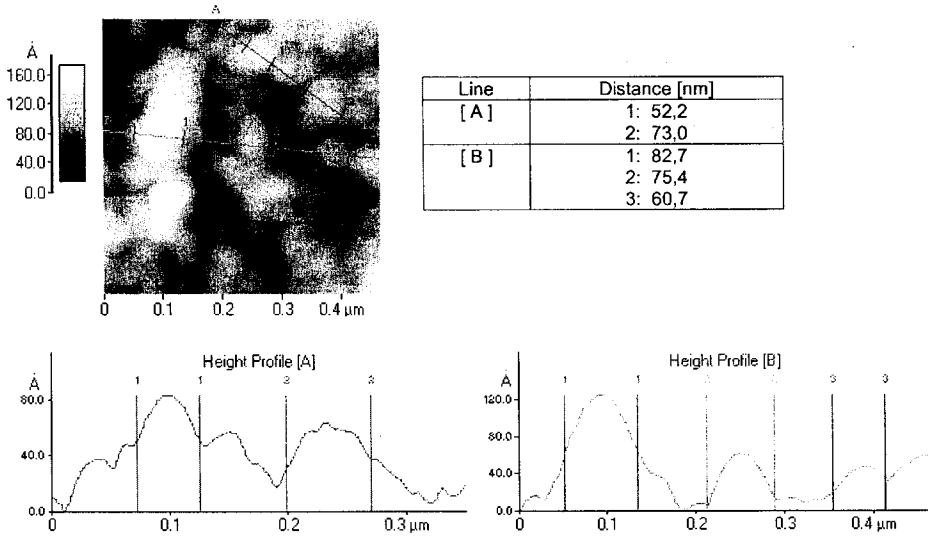 A
Å
160.0
120.0
80.0
40.0
0.0
1 1
0 0.1 0.2 0.3 0.4 µm
Line Distance [nm]
[ A ] 1: 52,2
2: 73,0
[ B ] 1: 82,7
2: 75,4
3: 60,7
Height Profile [A]
Å
1 1 3
80.0
40.0
0.0
0 0.1 0.2 0.3 µm
Height Profile [B]
Å
1 1 3 3
120.0
80.0
40.0
0.0
0 0.1 0.2 0.3 0.4 µm